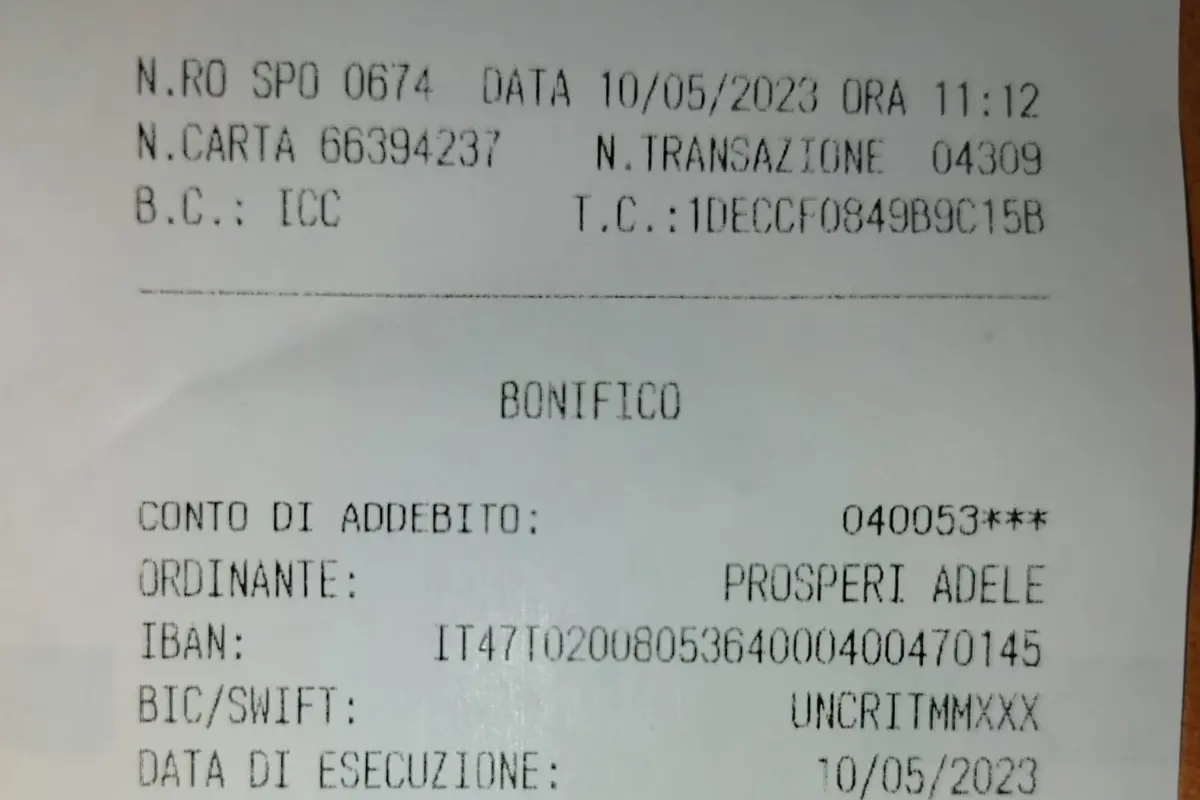 N.RO SPO 0674 DATA 10/05/2023 ORA 11:12
N.CARTA 66394237 N.TRANSAZIONE 04309
B.C.: ICC T.C.:1DECCF0849B9C15B
BONIFICO
CONTO DI ADDEBITO: 040053***
ORDINANTE: PROSPERI ADELE
IBAN: IT47T0200805364000400470145
BIC/SWIFT: UNCRITMMXXX
DATA DI ESECUZIONE: 10/05/2023